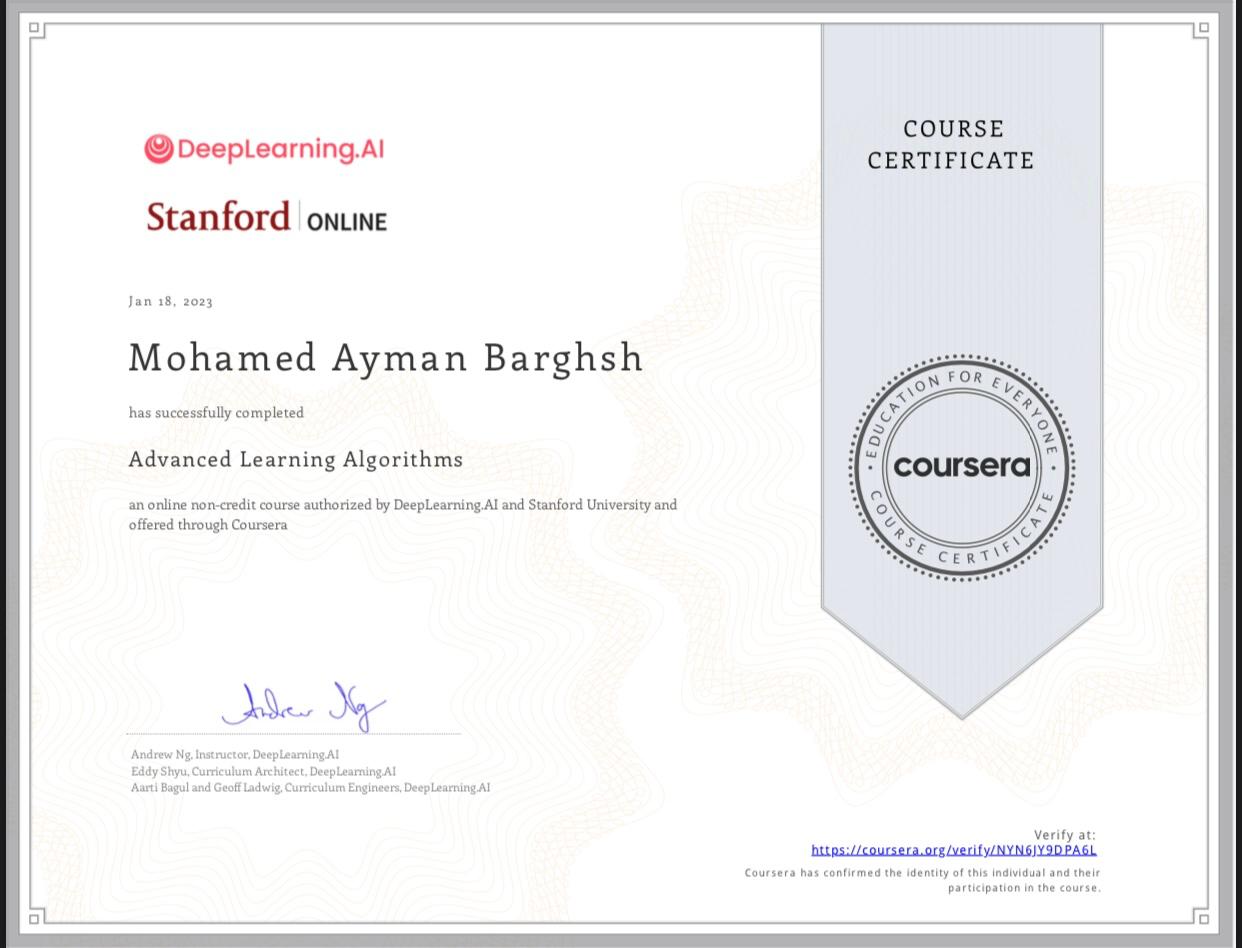 DeepLearning.AI
Stanford | ONLINE
Jan 18, 2023
Mohamed Ayman Barghsh
has successfully completed
Advanced Learning Algorithms
an online non-credit course authorized by DeepLearning.AI and Stanford University and
offered through Coursera
Andrew Ng
Andrew Ng, Instructor, DeepLearning.AI
Eddy Shyu, Curriculum Architect, DeepLearning.AI
Aarti Bagul and Geoff Ladwig, Curriculum Engineers, DeepLearning.AI
COURSE
CERTIFICATE
EDUCATION FOR EVERYONE
coursera
COURSE CERTIFICATE
Verify at:
https://coursera.org/verify/NYN6JY9DPA6L
Coursera has confirmed the identity of this individual and their
participation in the course.